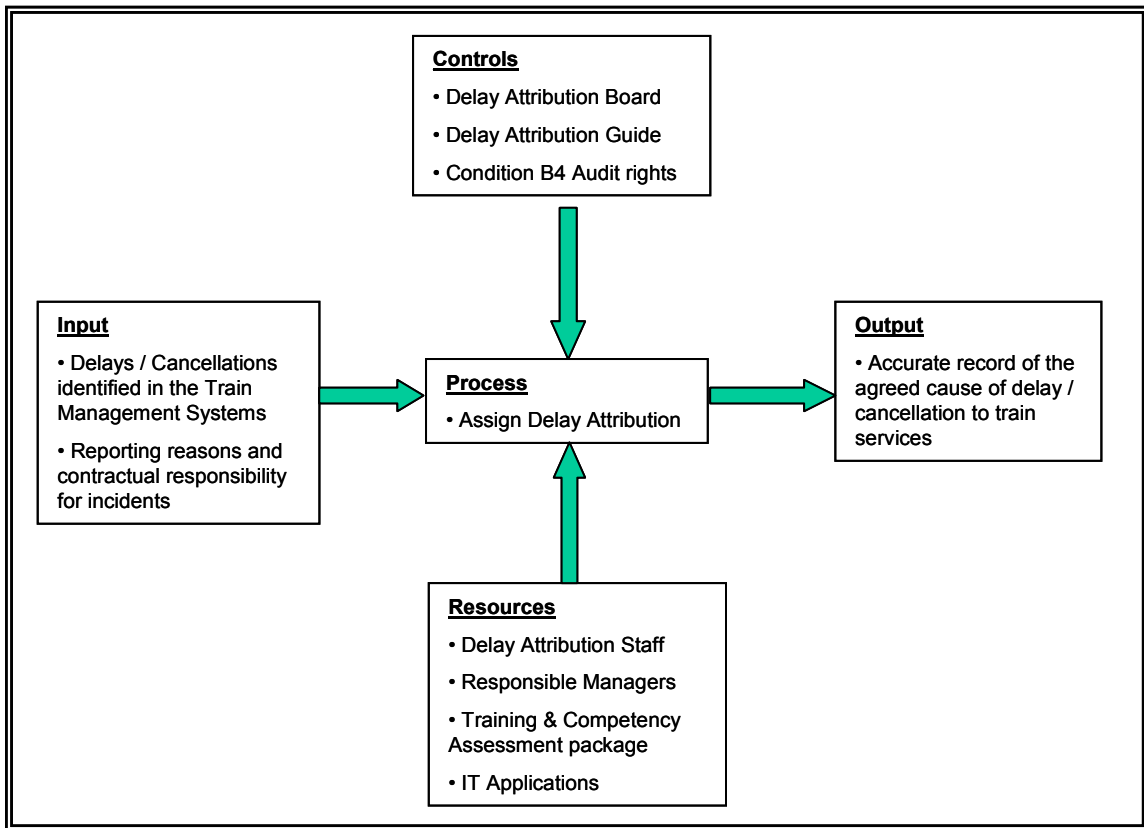 Controls
• Delay Attribution Board
• Delay Attribution Guide
• Condition B4 Audit rights
Input
• Delays / Cancellations
identified in the Train
Management Systems
• Reporting reasons and
contractual responsibility
for incidents
Process
• Assign Delay Attribution
Output
• Accurate record of the
agreed cause of delay /
cancellation to train
services
Resources
• Delay Attribution Staff
• Responsible Managers
• Training & Competency
Assessment package
• IT Applications